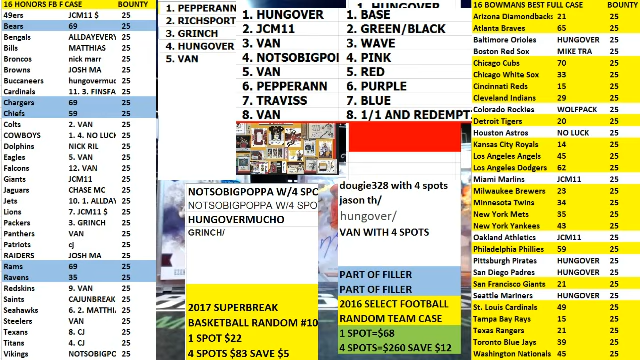 16 HONORS FB F CASE BOUNTY
49ers JCM11 $ 25
Bears 69 25
Bengals ALLDAYEVER 25
Bills MATTHIAS 25
Broncos nick marr 25
Browns JOSH MA 25
Buccaneers hungovermuc 25
Cardinals 11. 3. FINSFA 25
Chargers 69 25
Chiefs 59 25
Colts 2. VAN 25
COWBOYS 1. 4. NO LUCK 25
Dolphins NICK RIL 25
Eagles 5. VAN 25
Falcons 12. VAN 25
Giants JCM11 25
Jaguars CHASE MC 25
Jets 10. 1. ALLDAY 25
Lions 7. JCM11 $ 25
Packers 3. GRINCH 25
Panthers VAN 25
Patriots cj 25
RAIDERS JOSH MA 25
Rams 69 25
Ravens 35 25
Redskins 9. VAN 25
Saints CAJUNBREAK 25
Seahawks 6. 2. MATTHI 25
Steelers VAN 25
Texans 8. CJ 25
Titans 4. CJ 25
Vikings NOTSOBIGPO 25
1. PEPPERANN
2. RICHSPORT
3. GRINCH
4. HUNGOVER
5. VAN
1. HUNGOVER
2. JCM11
3. VAN
4. NOTSOBIGPO
5. VAN
6. PEPPERANN
7. TRAVISS
8. VAN
1. HUNGOVER
1. BASE
2. GREEN/BLACK
3. WAVE
4. PINK
5. RED
6. PURPLE
7. BLUE
8. 1/1 AND REDEMPT
NOTSOBIGPOPPA W/4 SPO
NOTSOBIGPOPPA W/4 SPO
HUNGOVERMUCHO
GRINCH/
2017 SUPERBREAK
BASKETBALL RANDOM #10
1 SPOT $22
4 SPOTS $83 SAVE $5
dougie328 with 4 spots
jason th/
hungover/
VAN WITH 4 SPOTS
PART OF FILLER
PART OF FILLER
2016 SELECT FOOTBALL
RANDOM TEAM CASE
1 SPOT=$68
4 SPOTS=$260 SAVE $12
16 BOWMANS BEST FULL CASE BOUNTY
Arizona Diamondbacks 21 25
Atlanta Braves 65 25
Baltimore Orioles HUNGOVER 25
Boston Red Sox MIKE TRA 25
Chicago Cubs 70 25
Chicago White Sox 33 25
Cincinnati Reds 15 25
Cleveland Indians 29 25
Colorado Rockies WOLFPACK 25
Detroit Tigers 20 25
Houston Astros NO LUCK 25
Kansas City Royals 14 25
Los Angeles Angels 45 25
Los Angeles Dodgers 62 25
Miami Marlins JCM11 25
Milwaukee Brewers 23 25
Minnesota Twins 34 25
New York Mets 35 25
New York Yankees 43 25
Oakland Athletics JCM11 25
Philadelphia Phillies 59 25
Pittsburgh Pirates HUNGOVER 25
San Diego Padres HUNGOVER 25
San Francisco Giants 21 25
Seattle Mariners HUNGOVER 25
St. Louis Cardinals 49 25
Tampa Bay Rays 15 25
Texas Rangers 21 25
Toronto Blue Jays 39 25
Washington Nationals 45 25